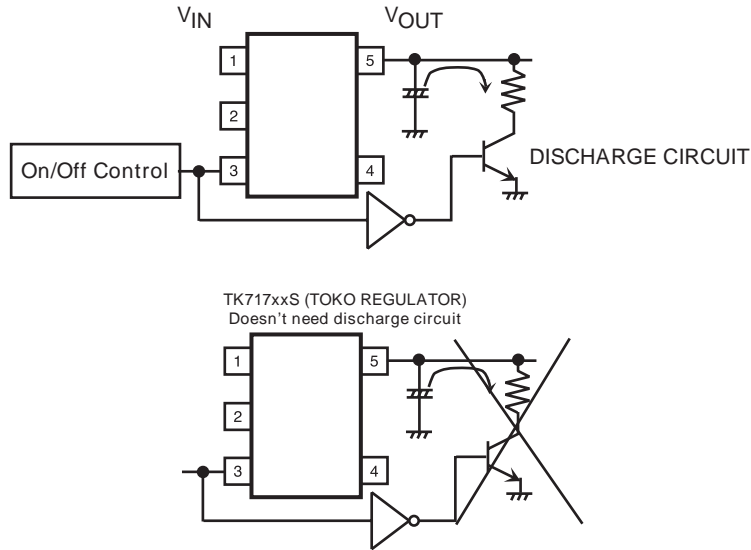 VIN
VOUT
1
5
2
On/Off Control
3
4
DISCHARGE CIRCUIT
TK717xxS (TOKO REGULATOR)
Doesn't need discharge circuit
1
5
2
3
4